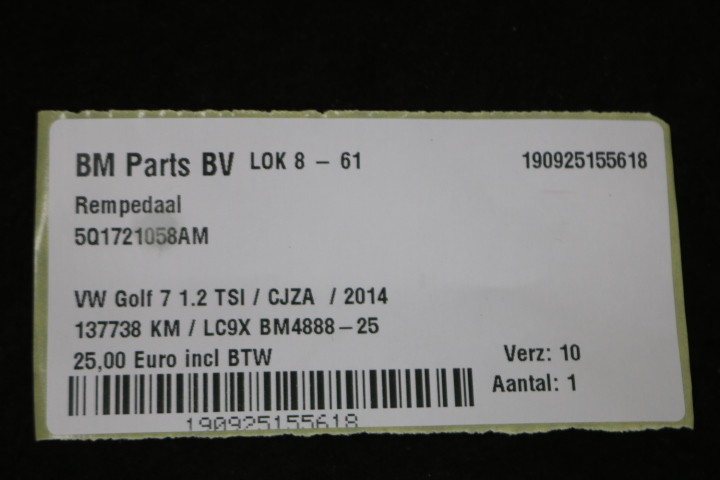 BM Parts BV LOK 8 - 61 190925155618
Rempedaal
5Q1721058AM
VW Golf 7 1.2 TSI / CJZA / 2014
137738 KM / LC9X BM4888-25
25,00 Euro incl BTW
Verz: 10
Aantal: 1
190925155618